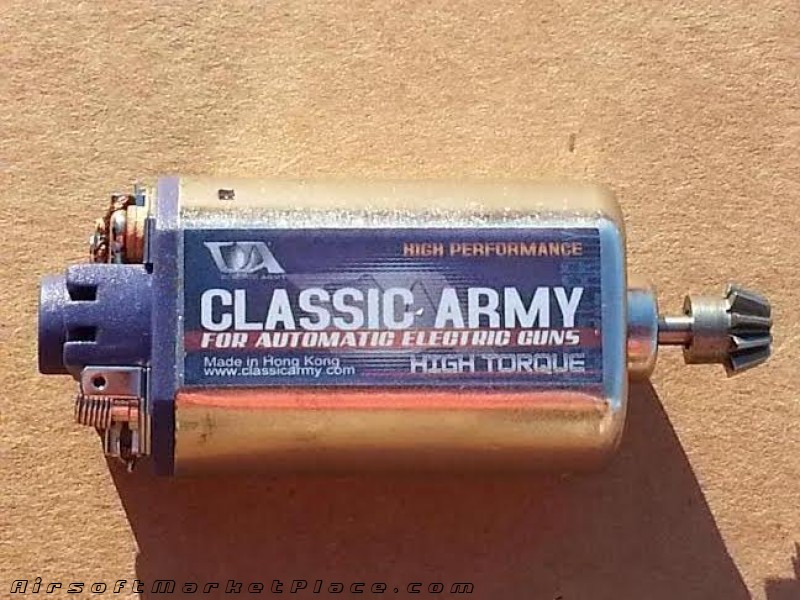 HIGH PERFORMANCE
CLASSIC ARMY
FOR AUTOMATIC ELECTRIC GUNS
Made in Hong Kong
www.classicarmy.com
HIGH TORQUE
AirsoftMarketPlace.com